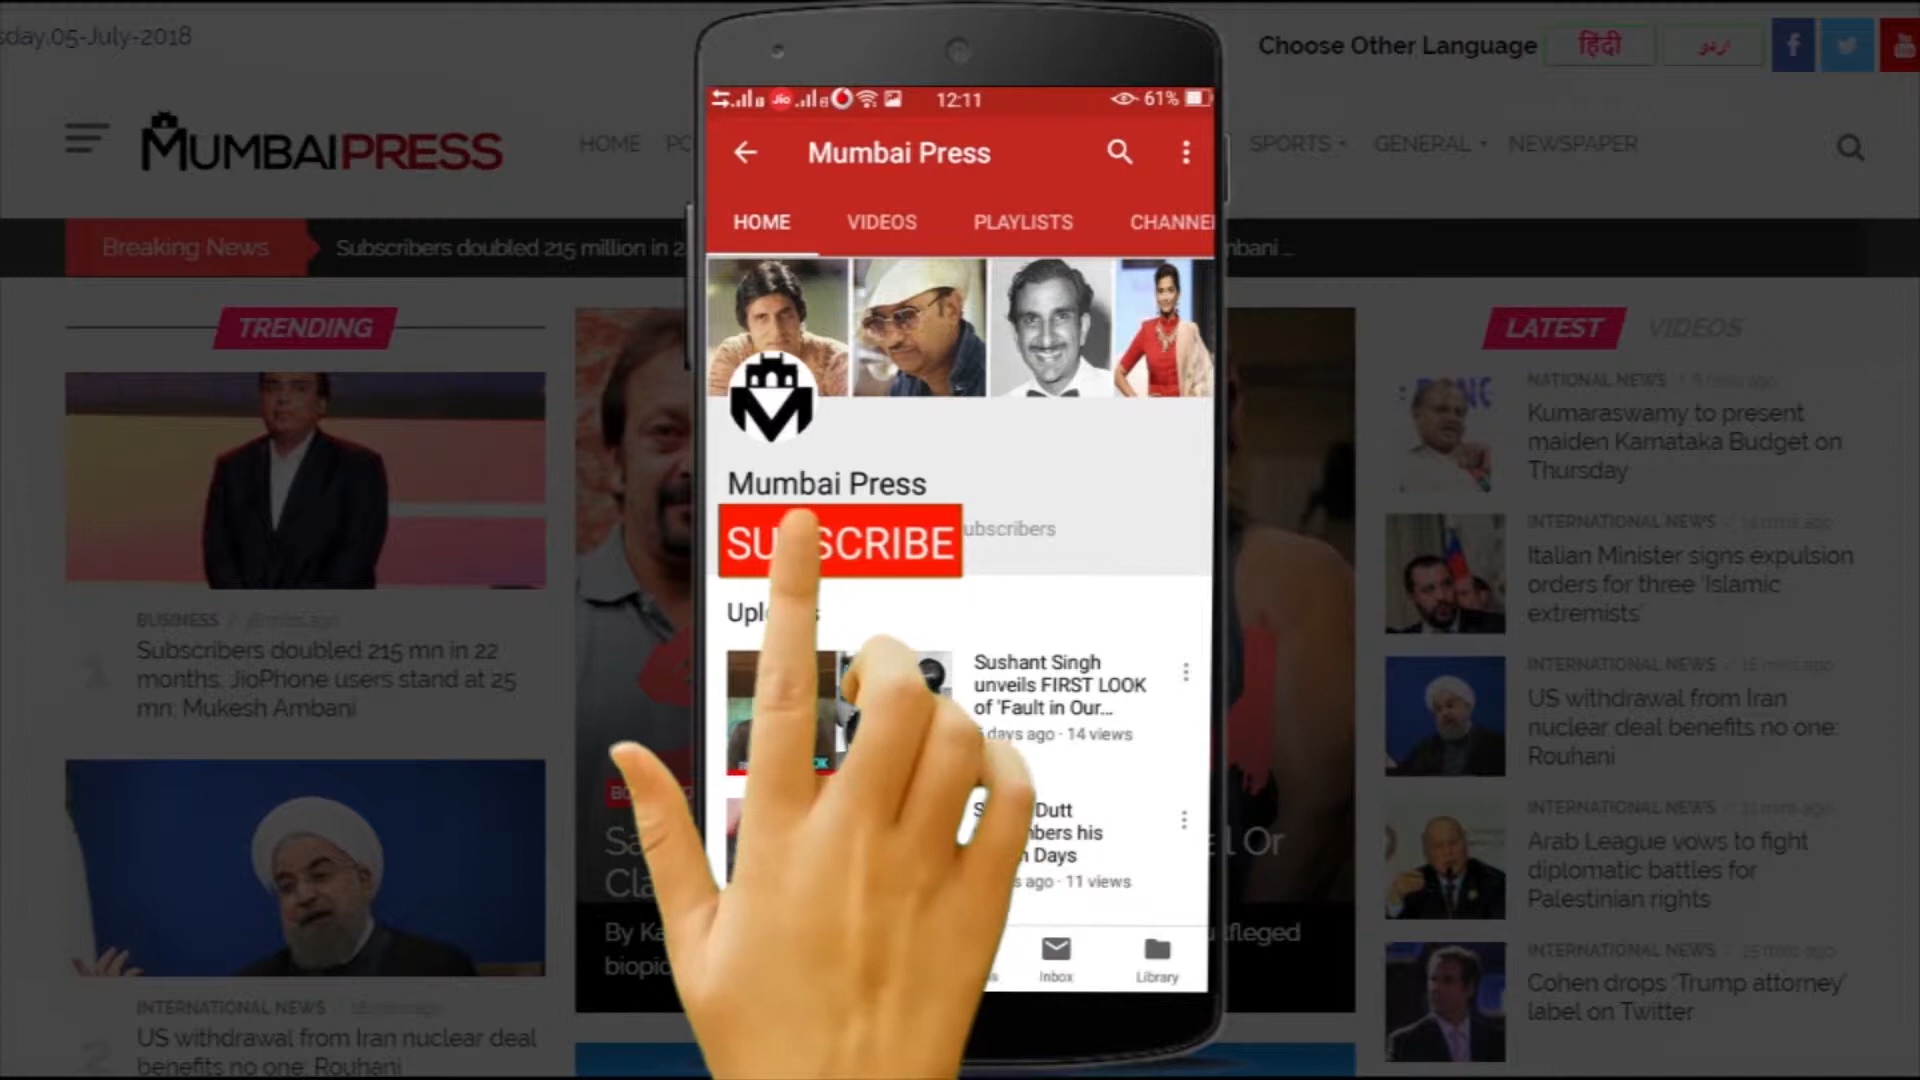 sday,05-July-2018
Choose Other Language
हिंदी
اردو
MUMBAIPRESS
HOME
SPORTS
GENERAL
NEWSPAPER
Breaking News
Subscribers doubled 215 million in
TRENDING
BUSINESS
Subscribers doubled 215 mn in 22
months; JioPhone users stand at 25
mn: Mukesh Ambani
INTERNATIONAL NEWS
US withdrawal from Iran nuclear deal
benefits no one: Rouhani
12:11
61%
Mumbai Press
HOME
VIDEOS
PLAYLISTS
CHANNE
Mumbai Press
SUBSCRIBE
ubscribers
Sushant Singh
unveils FIRST LOOK
of 'Fault in Our...
days ago · 14 views
Dutt
his
Days
ago · 11 views
Inbox
Library
By
biopic
LATEST
VIDEOS
NATIONAL NEWS
Kumaraswamy to present
maiden Karnataka Budget on
Thursday
INTERNATIONAL NEWS
Italian Minister signs expulsion
orders for three 'Islamic
extremists'
INTERNATIONAL NEWS
US withdrawal from Iran
nuclear deal benefits no one:
Rouhani
INTERNATIONAL NEWS
Arab League vows to fight
diplomatic battles for
Palestinian rights
INTERNATIONAL NEWS
Cohen drops 'Trump attorney'
label on Twitter